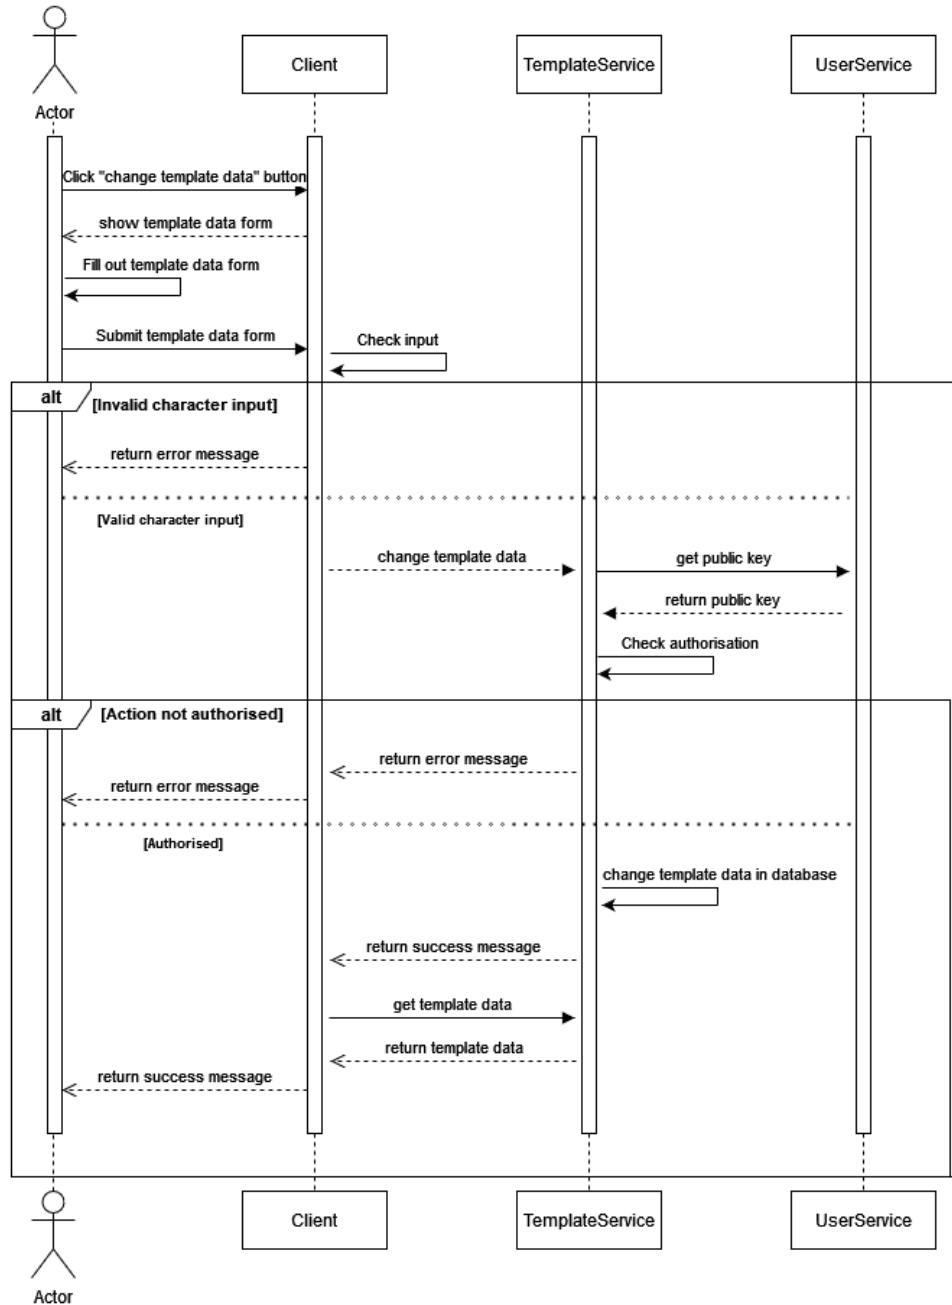 Actor
Client
TemplateService
UserService
Click "change template data" button
show template data form
Fill out template data form
Submit template data form
Check input
alt
[Invalid character input]
return error message
[Valid character input]
change template data
get public key
return public key
Check authorisation
alt
[Action not authorised]
return error message
return error message
[Authorised]
change template data in database
return success message
get template data
return template data
return success message
Client
TemplateService
UserService
Actor